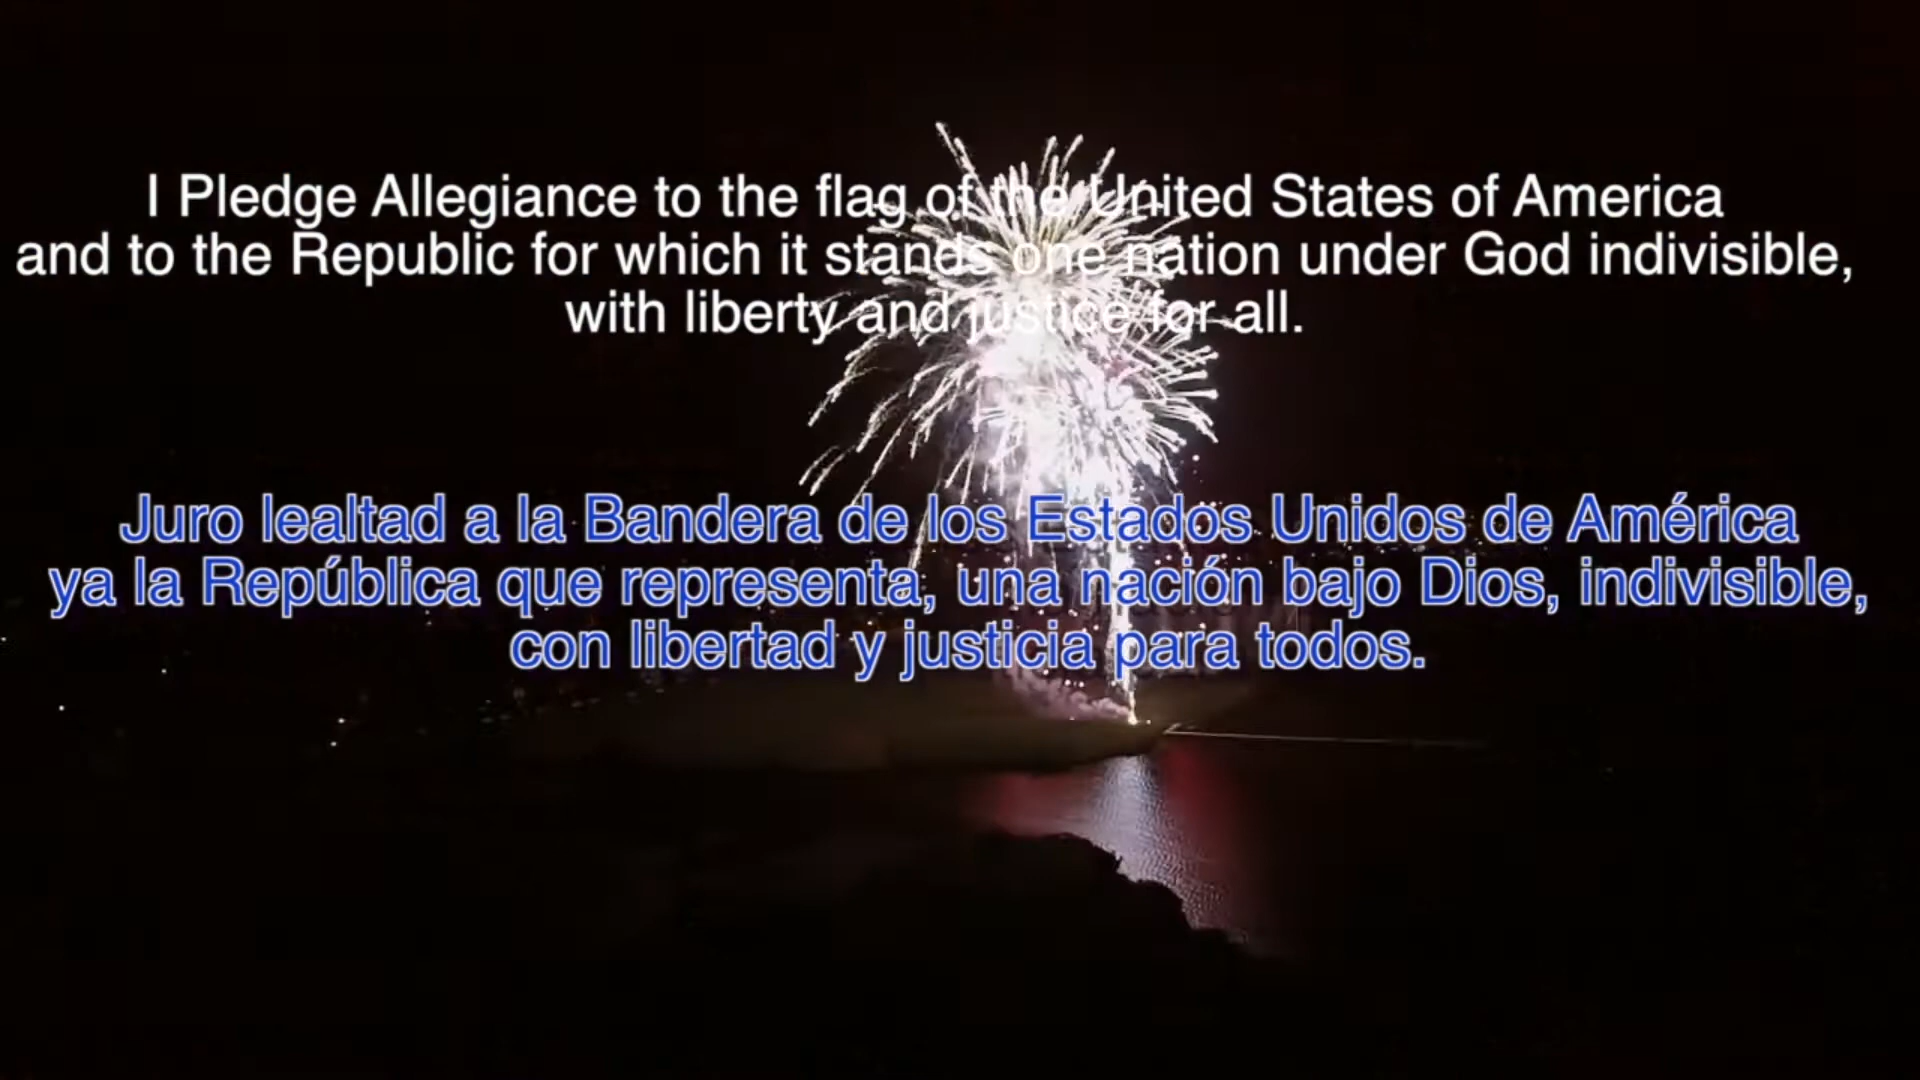 I Pledge Allegiance to the flag of the United States of America
and to the Republic for which it stands one nation under God indivisible,
with liberty and justice for all.
Juro lealtad a la Bandera de los Estados Unidos de América
ya la República que representa, una nación bajo Dios, indivisible,
con libertad y justicia para todos.